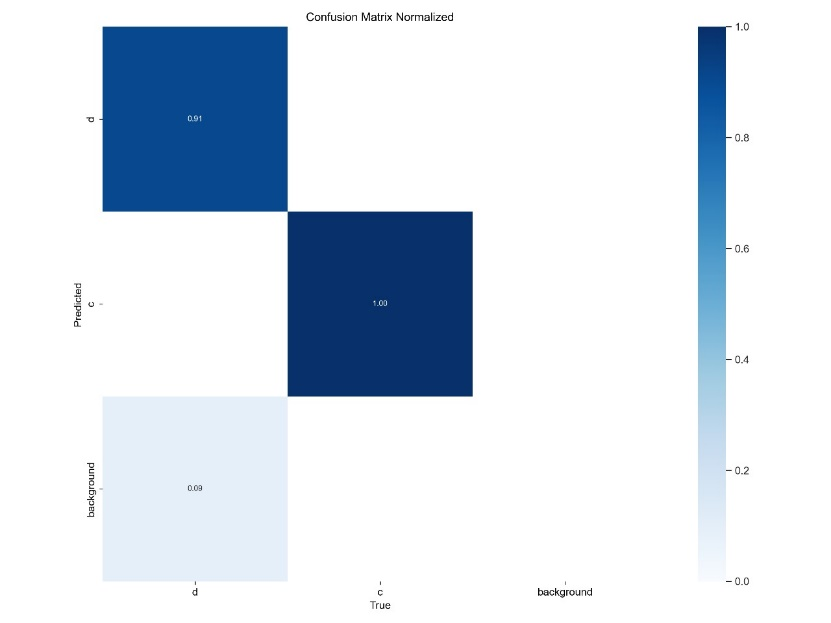 Confusion Matrix Normalized
1.0
0.8
0.6
0.4
0.2
0.0
Predicted
d
c
background
0.91
1.00
0.09
d
c
background
True